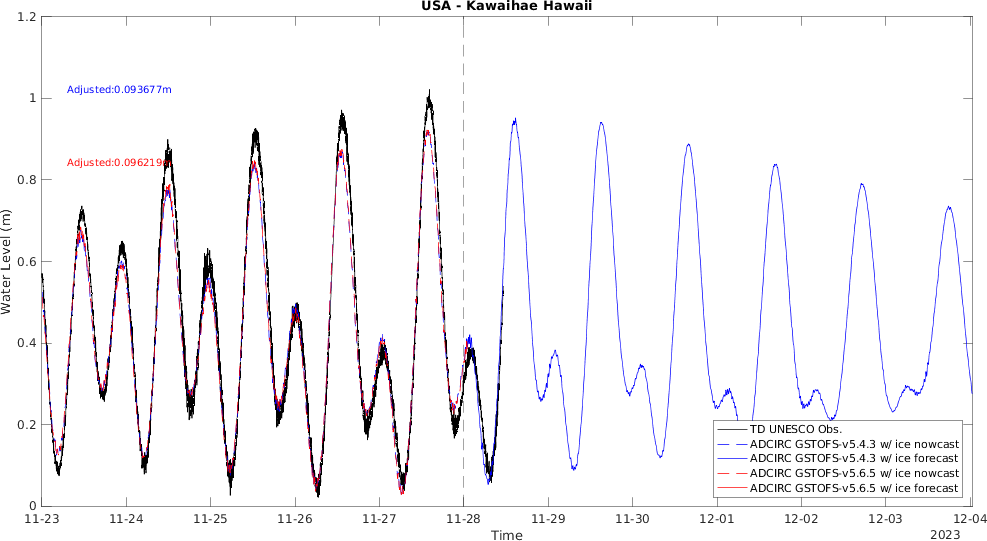 USA - Kawaihae Hawaii
1.2
1
0.8
0.6
0.4
0.2
0
Water Level (m)
Adjusted:0.093677m
Adjusted:0.096219m
TD UNESCO Obs.
ADCIRC GSTOFS-v5.4.3 w/ ice nowcast
ADCIRC GSTOFS-v5.4.3 w/ ice forecast
ADCIRC GSTOFS-v5.6.5 w/ ice nowcast
ADCIRC GSTOFS-v5.6.5 w/ ice forecast
11-23 11-24 11-25 11-26 11-27 11-28 11-29 11-30 12-01 12-02 12-03 12-04
Time
2023